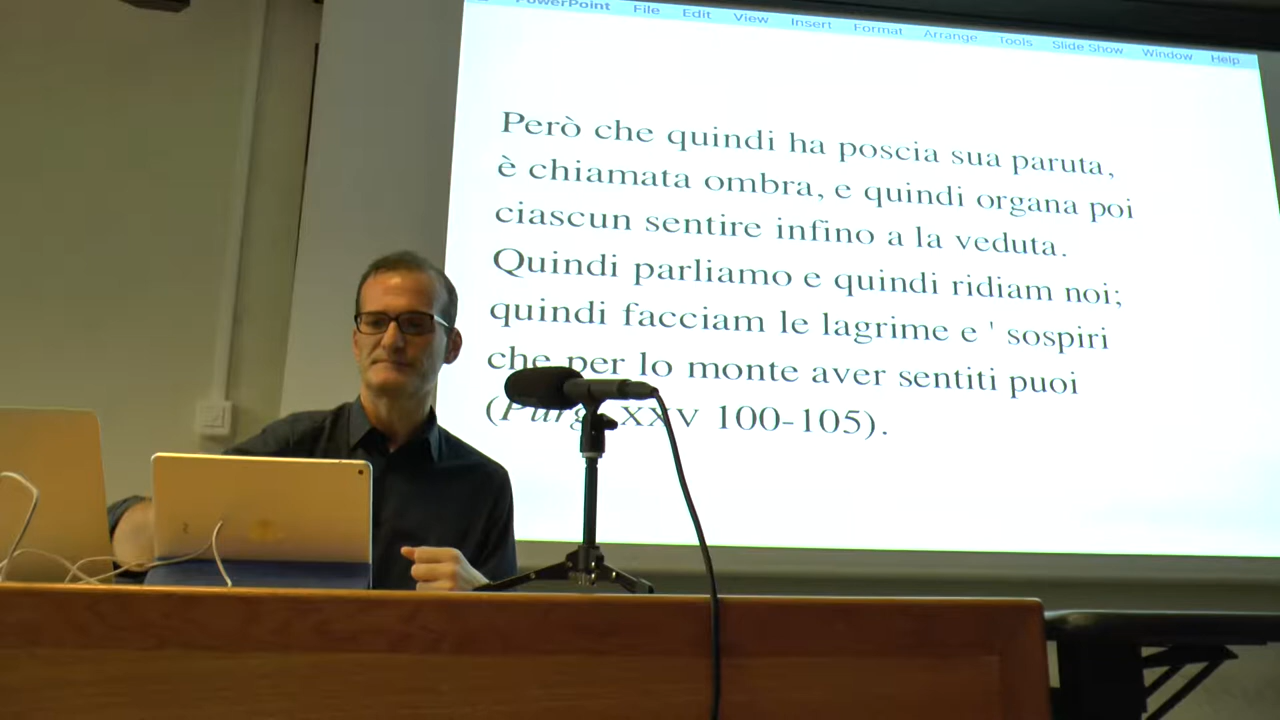 PowerPoint File Edit View Insert Format Arrange Tools Slide Show Window Help
Però che quindi ha poscia sua paruta,
è chiamata ombra, e quindi organa poi
ciascun sentire infino a la veduta.
Quindi parliamo e quindi ridiam noi;
quindi facciam le lagrime e ' sospiri
che per lo monte aver sentiti puoi
(Purg. XXV 100-105).